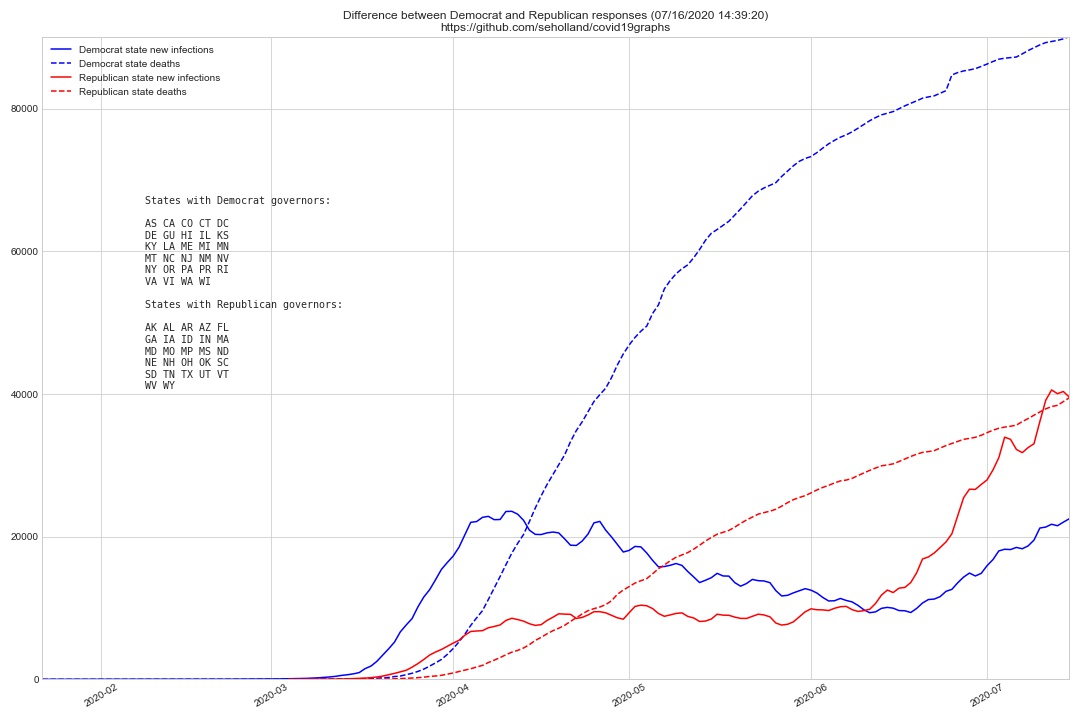 Difference between Democrat and Republican responses (07/16/2020 14:39:20)
https://github.com/seholland/covid19graphs
Democrat state new infections
Democrat state deaths
Republican state new infections
Republican state deaths
80000
60000
40000
20000
0
States with Democrat governors:
AS CA CO CT DC
DE GU HI IL KS
KY LA ME MI MN
MT NC NJ NM NV
NY OR PA PR RI
VA VI WA WI
States with Republican governors:
AK AL AR AZ FL
GA IA ID IN MA
MD MO MP MS ND
NE NH OH OK SC
SD TN TX UT VT
WV WY
2020-02
2020-03
2020-04
2020-05
2020-06
2020-07